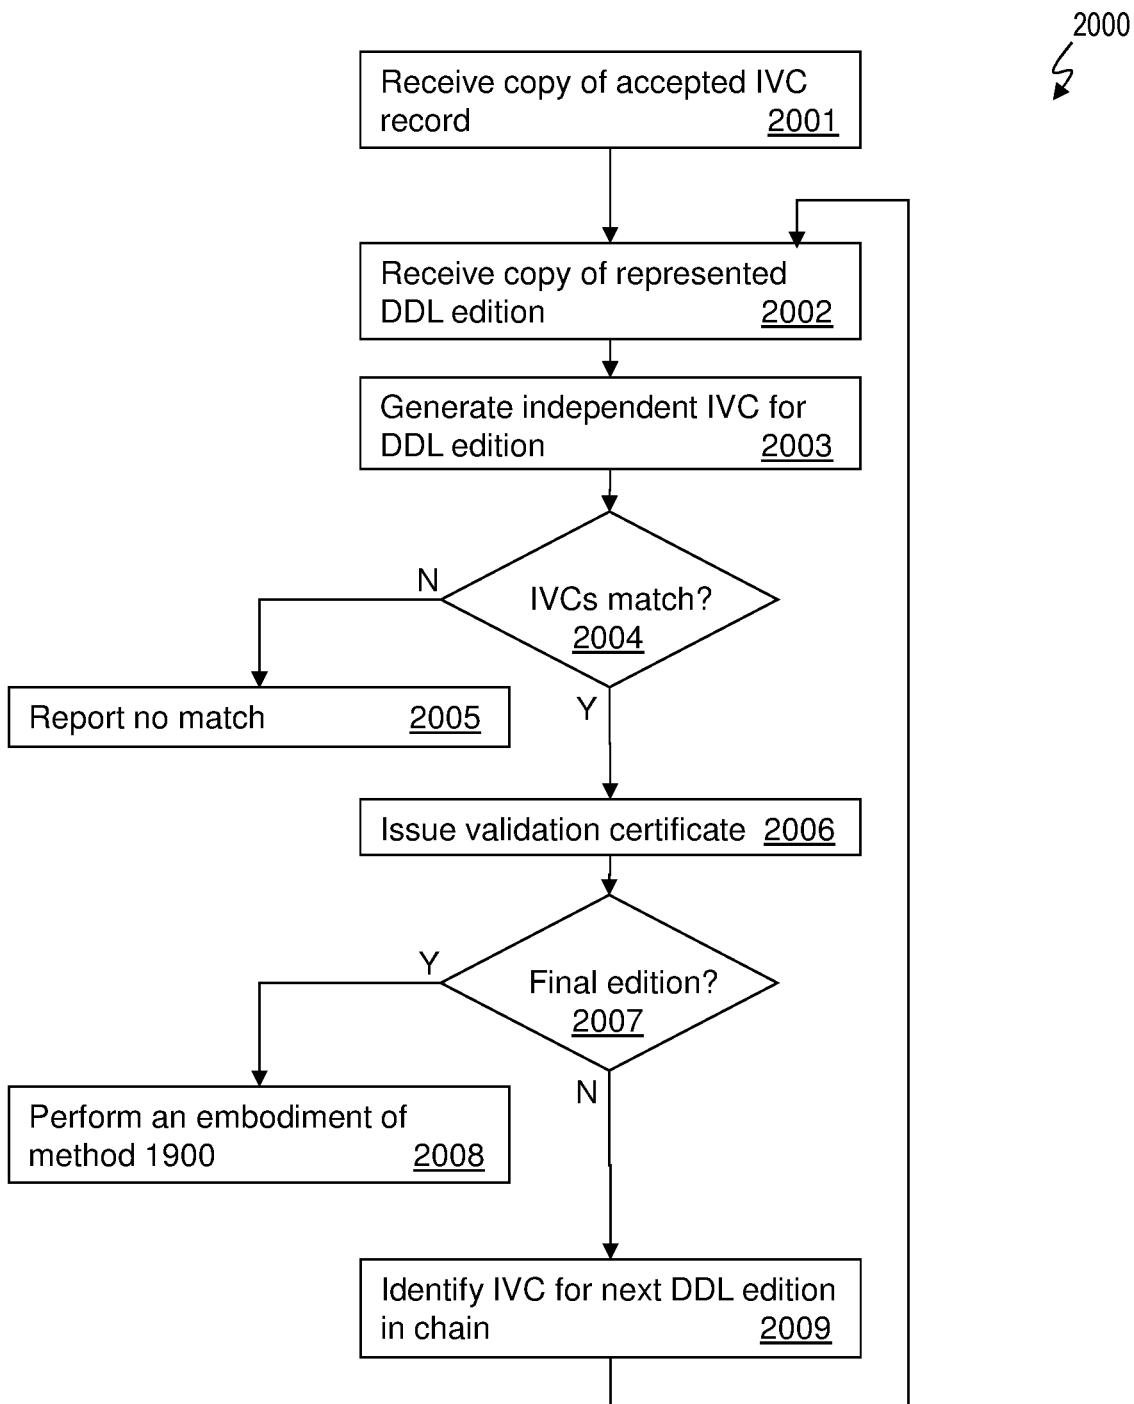 2000
Receive copy of accepted IVC
record 2001
Receive copy of represented
DDL edition 2002
Generate independent IVC for
DDL edition 2003
N
IVCs match?
2004
Report no match 2005
Y
Issue validation certificate 2006
Y
Final edition?
2007
N
Perform an embodiment of
method 1900 2008
Identify IVC for next DDL edition
in chain 2009